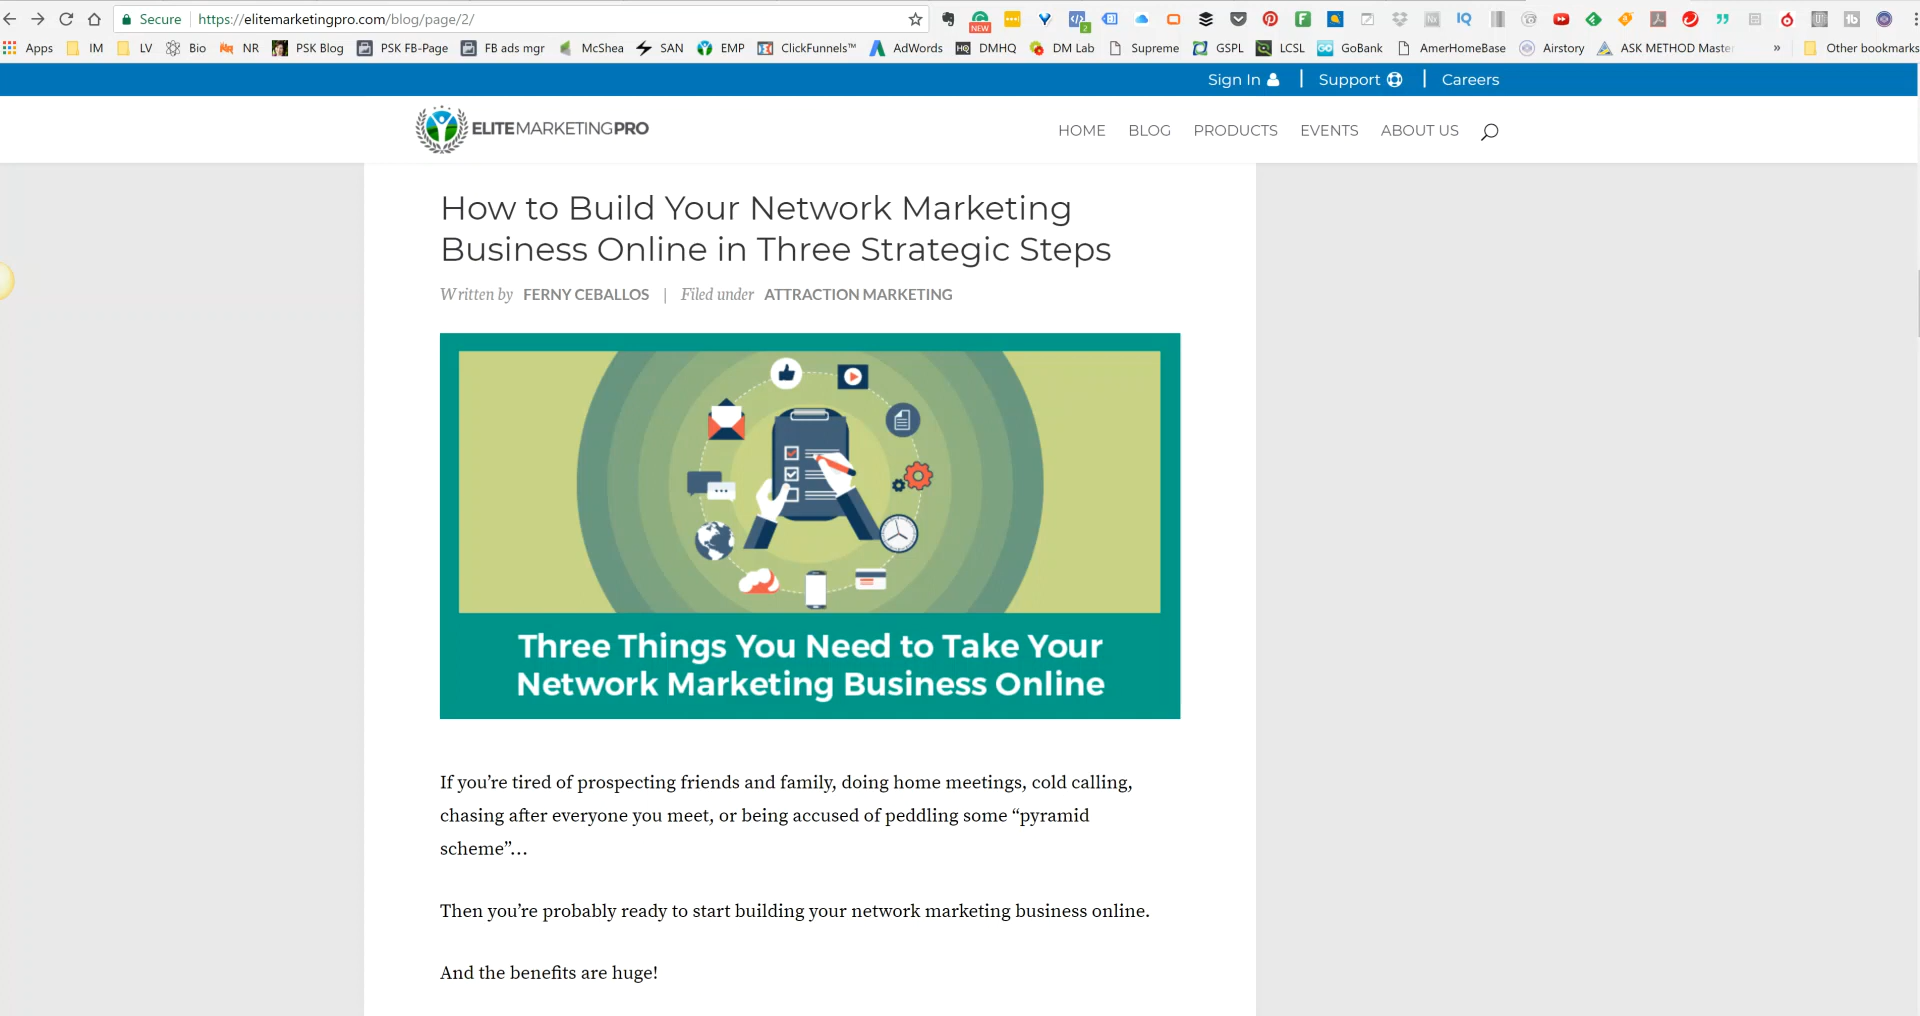 Secure https://elitemarketingpro.com/blog/page/2/
NEW 2 IQ
Apps IM LV Bio NR PSK Blog PSK FB-Page FB ads mgr McShea SAN EMP ClickFunnels™ AdWords DMHQ DM Lab Supreme GSPL LCSL GoBank AmerHomeBase Airstory ASK METHOD Maste » Other bookmarks
Sign In | Support | Careers
ELITEMARKETINGPRO HOME BLOG PRODUCTS EVENTS ABOUT US
How to Build Your Network Marketing
Business Online in Three Strategic Steps
Written by FERNY CEBALLOS | Filed under ATTRACTION MARKETING
Three Things You Need to Take Your
Network Marketing Business Online
If you’re tired of prospecting friends and family, doing home meetings, cold calling,
chasing after everyone you meet, or being accused of peddling some “pyramid
scheme”…
Then you’re probably ready to start building your network marketing business online.
And the benefits are huge!